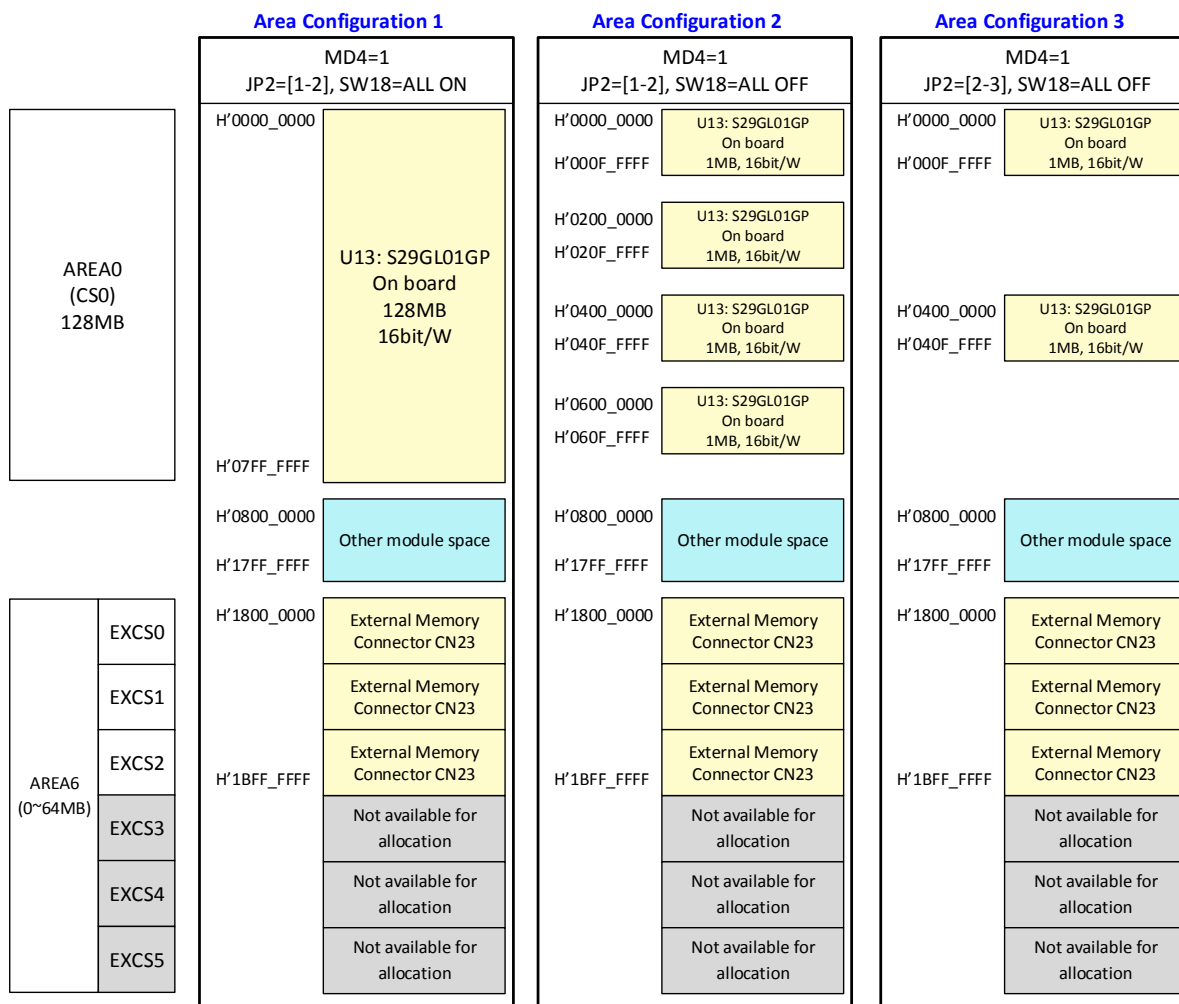 Area Configuration 1
MD4=1
JP2=[1-2], SW18=ALL ON
Area Configuration 2
MD4=1
JP2=[1-2], SW18=ALL OFF
Area Configuration 3
MD4=1
JP2=[2-3], SW18=ALL OFF
AREA0
(CS0)
128MB
H'0000_0000
U13: S29GL01GP
On board
128MB
16bit/W
H'07FF_FFFF
H'0800_0000
Other module space
H'17FF_FFFF
H'0000_0000
U13: S29GL01GP
On board
1MB, 16bit/W
H'000F_FFFF
H'0200_0000
U13: S29GL01GP
On board
1MB, 16bit/W
H'020F_FFFF
H'0400_0000
U13: S29GL01GP
On board
1MB, 16bit/W
H'040F_FFFF
H'0600_0000
U13: S29GL01GP
On board
1MB, 16bit/W
H'060F_FFFF
H'0800_0000
Other module space
H'17FF_FFFF
H'0000_0000
U13: S29GL01GP
On board
1MB, 16bit/W
H'000F_FFFF
H'0400_0000
U13: S29GL01GP
On board
1MB, 16bit/W
H'040F_FFFF
H'0800_0000
Other module space
H'17FF_FFFF
AREA6
(0~64MB)
EXCS0
EXCS1
EXCS2
EXCS3
EXCS4
EXCS5
H'1800_0000
External Memory
Connector CN23
External Memory
Connector CN23
External Memory
Connector CN23
H'1BFF_FFFF
Not available for
allocation
Not available for
allocation
Not available for
allocation
H'1800_0000
External Memory
Connector CN23
External Memory
Connector CN23
External Memory
Connector CN23
H'1BFF_FFFF
Not available for
allocation
Not available for
allocation
Not available for
allocation
H'1800_0000
External Memory
Connector CN23
External Memory
Connector CN23
External Memory
Connector CN23
H'1BFF_FFFF
Not available for
allocation
Not available for
allocation
Not available for
allocation